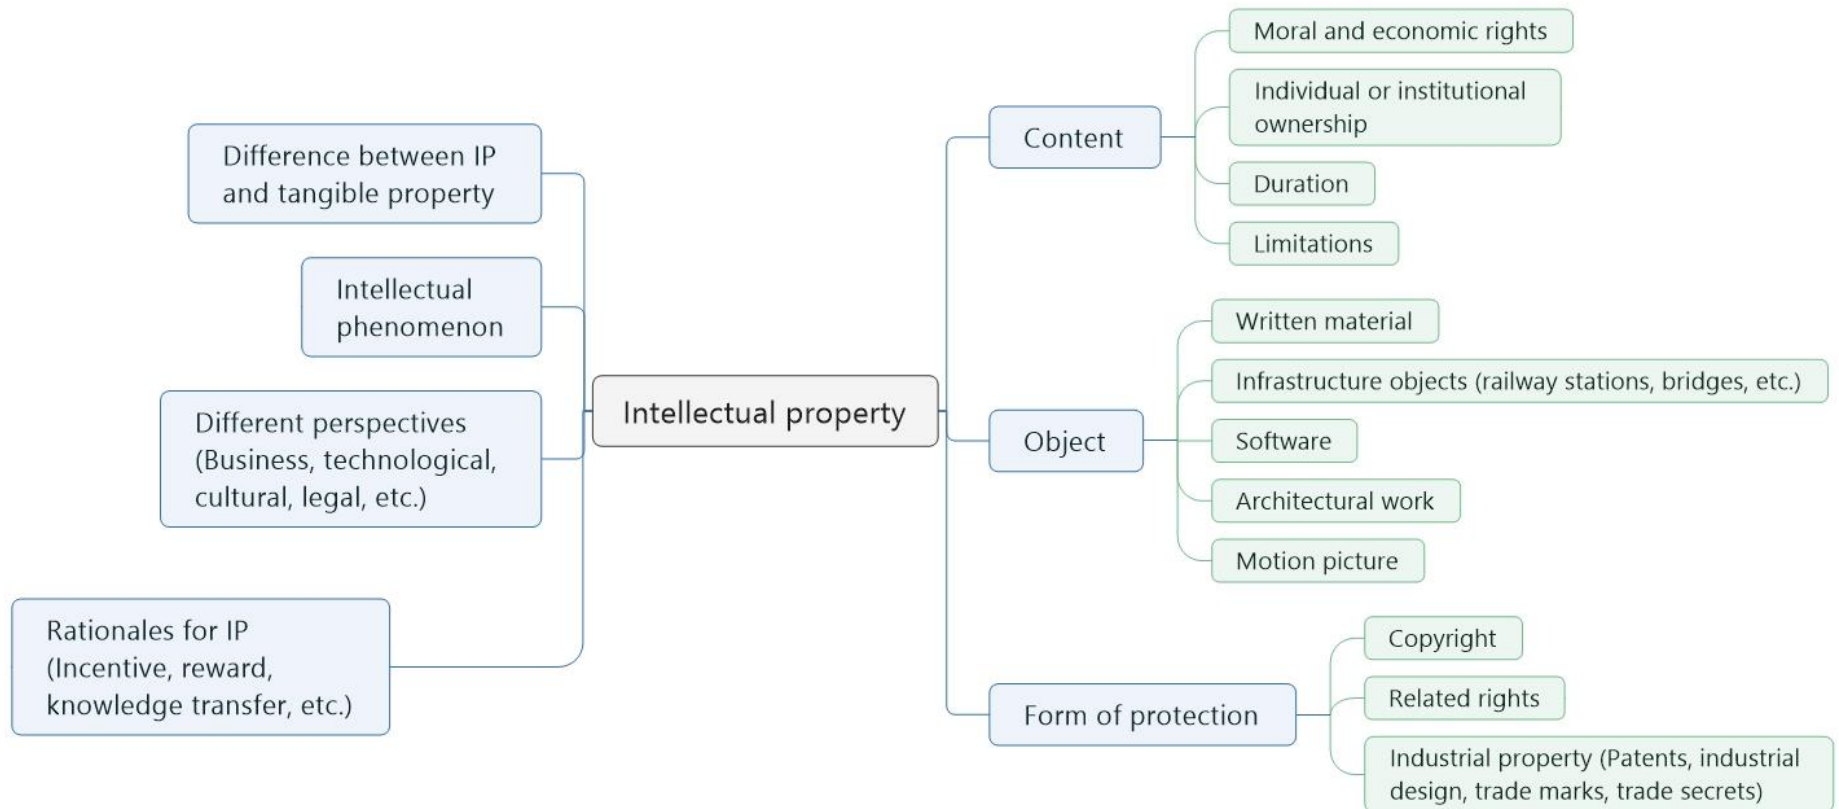 Difference between IP
and tangible property
Intellectual
phenomenon
Different perspectives
(Business, technological,
cultural, legal, etc.)
Rationales for IP
(Incentive, reward,
knowledge transfer, etc.)
Intellectual property
Content
Moral and economic rights
Individual or institutional
ownership
Duration
Limitations
Object
Written material
Infrastructure objects (railway stations, bridges, etc.)
Software
Architectural work
Motion picture
Form of protection
Copyright
Related rights
Industrial property (Patents, industrial
design, trade marks, trade secrets)